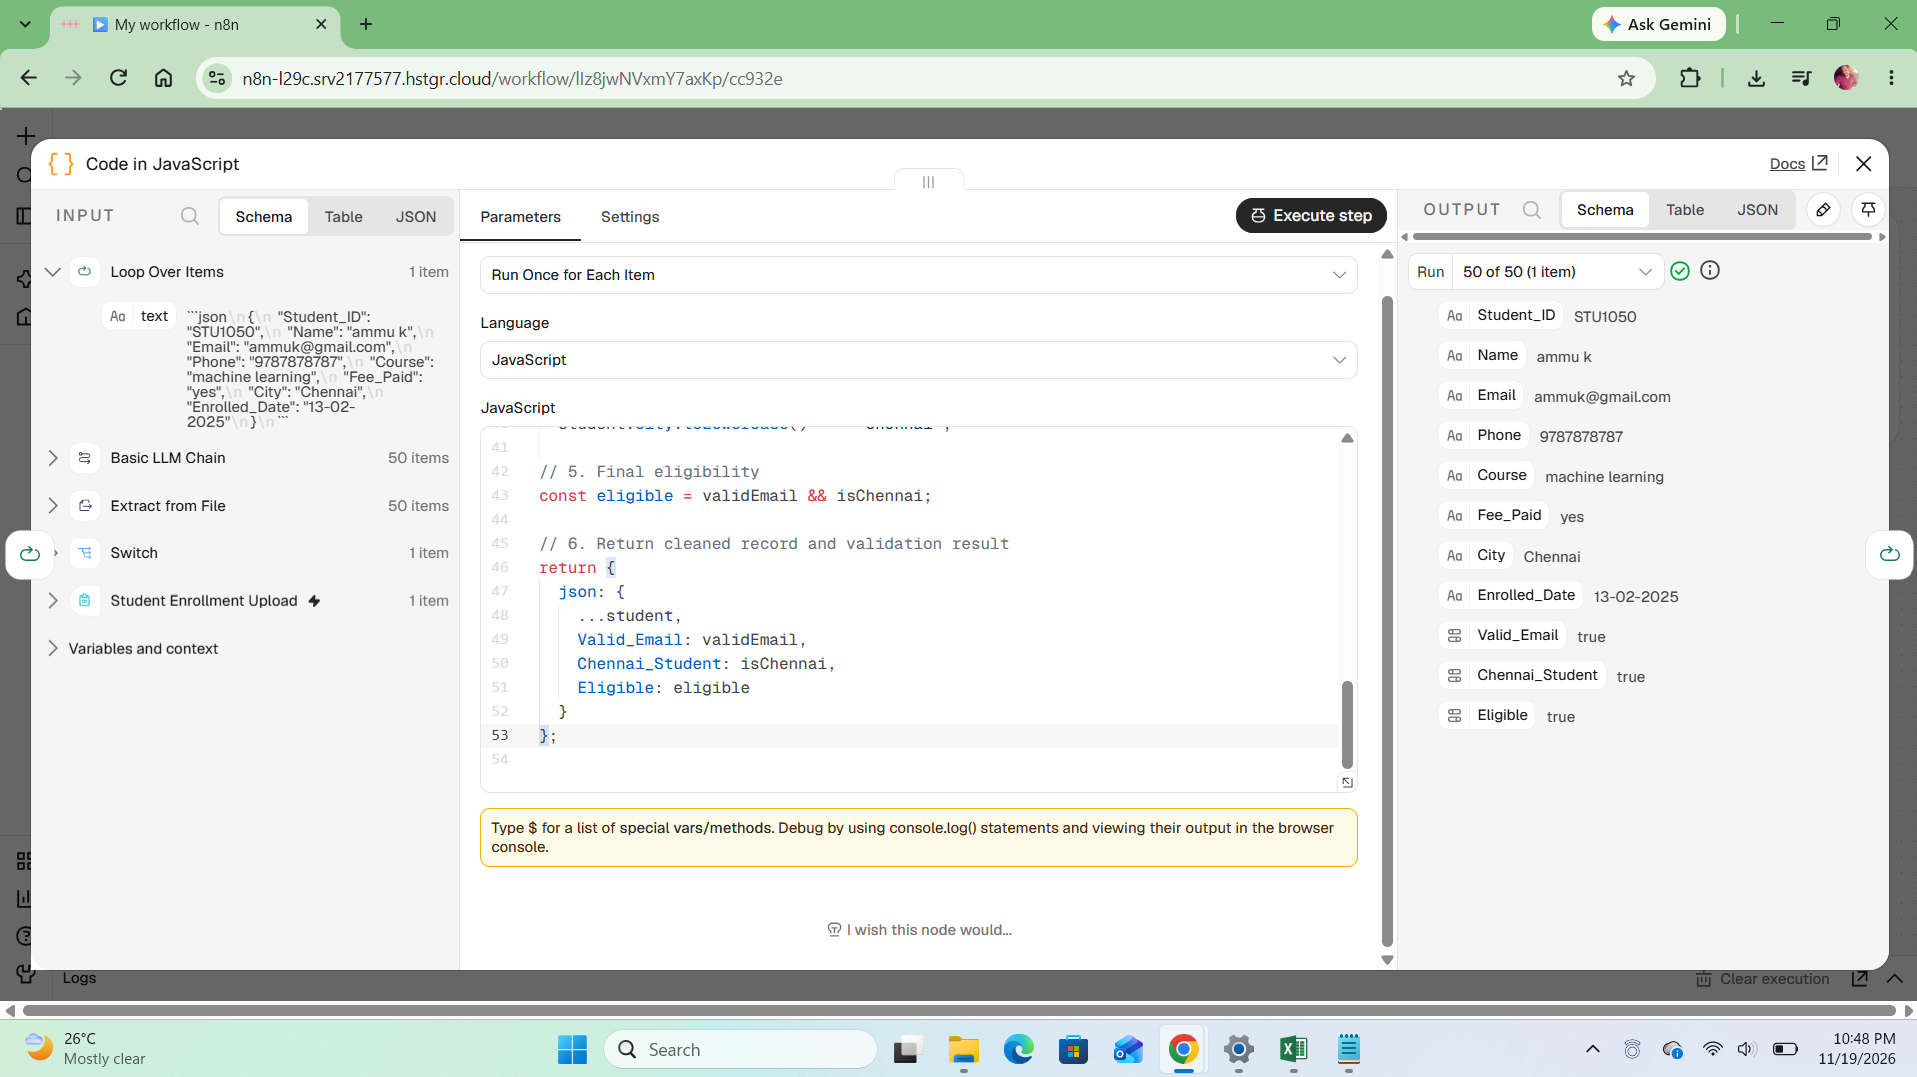 My workflow - n8n
Ask Gemini
n8n-l29c.srv2177577.hstgr.cloud/workflow/lIz8jwNVxmY7axKp/cc932e
Code in JavaScript
Docs
INPUT
Schema
Table
JSON
Loop Over Items
1 item
Aa text
```json\n{\n "Student_ID":
"STU1050",\n "Name": "ammu k",\n
"Email": "ammuk@gmail.com",\n
"Phone": "9787878787",\n "Course":
"machine learning",\n "Fee_Paid":
"yes",\n "City": "Chennai",\n
"Enrolled_Date": "13-02-
2025"\n}\n```
Basic LLM Chain
50 items
Extract from File
50 items
Switch
1 item
Student Enrollment Upload
1 item
Variables and context
Parameters
Settings
Execute step
Run Once for Each Item
Language
JavaScript
JavaScript
41
42 // 5. Final eligibility
43 const eligible = validEmail && isChennai;
44
45 // 6. Return cleaned record and validation result
46 return {
47 json: {
48 ...student,
49 Valid_Email: validEmail,
50 Chennai_Student: isChennai,
51 Eligible: eligible
52 }
53 };
54
Type $ for a list of special vars/methods. Debug by using console.log() statements and viewing their output in the browser
console.
I wish this node would...
OUTPUT
Schema
Table
JSON
Run
50 of 50 (1 item)
Aa Student_ID STU1050
Aa Name ammu k
Aa Email ammuk@gmail.com
Aa Phone 9787878787
Aa Course machine learning
Aa Fee_Paid yes
Aa City Chennai
Aa Enrolled_Date 13-02-2025
Valid_Email true
Chennai_Student true
Eligible true
Logs
Clear execution
26°C
Mostly clear
Search
10:48 PM
11/19/2026